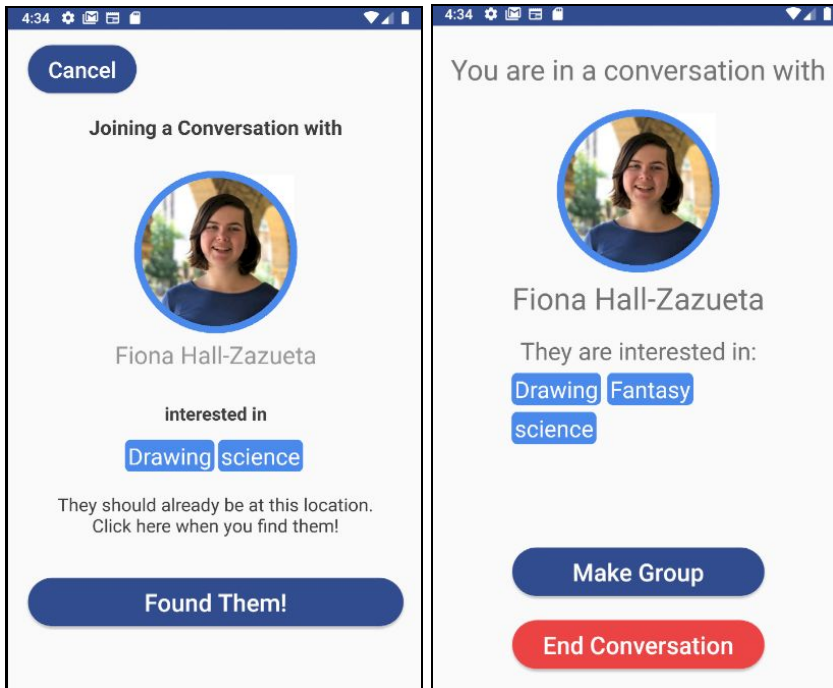 4:34
Cancel
Joining a Conversation with
Fiona Hall-Zazueta
interested in
Drawing science
They should already be at this location.
Click here when you find them!
Found Them!
4:34
You are in a conversation with
Fiona Hall-Zazueta
They are interested in:
Drawing Fantasy
science
Make Group
End Conversation